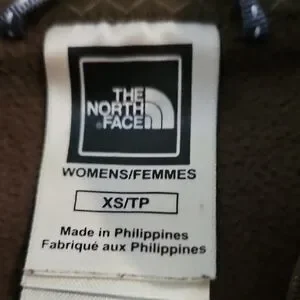 THE
NORTH
FACE
WOMENS/FEMMES
XS/TP
Made in Philippines
Fabriqué aux Philippines